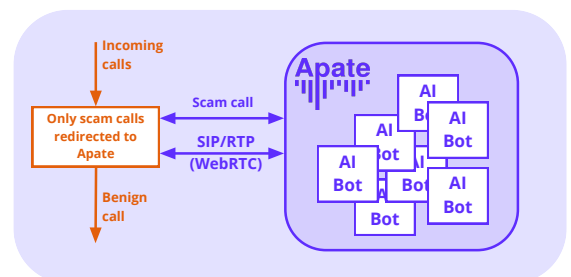 Incoming
calls
Only scam calls
redirected to
Apate
Benign
call
Scam call
SIP/RTP
(WebRTC)
Apate
AI
AI
Bot
AI
Bot
AI
Bot
AI
Bot
AI
Bot
Bot